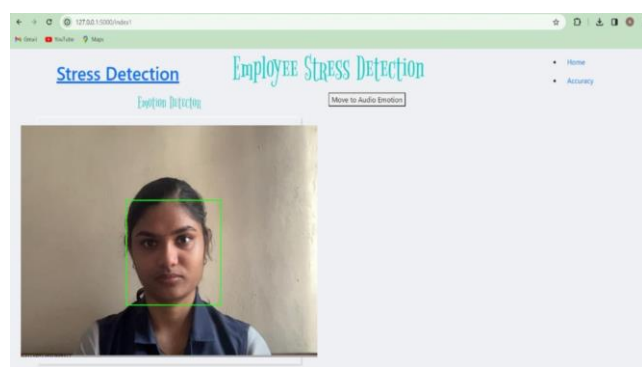 127.0.0.1:5000/index1
Gmail YouTube Maps
Stress Detection
Employee Stress Detection
Home
Accuracy
Emotion Detection
Move to Audio Emotion